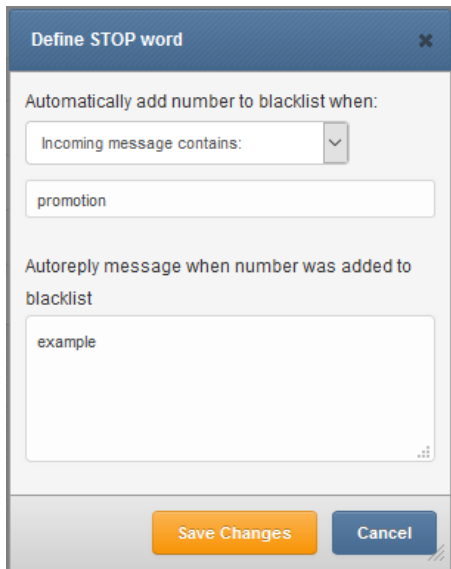 Define STOP word
Automatically add number to blacklist when:
Incoming message contains:
promotion
Autoreply message when number was added to
blacklist
example
Save Changes
Cancel